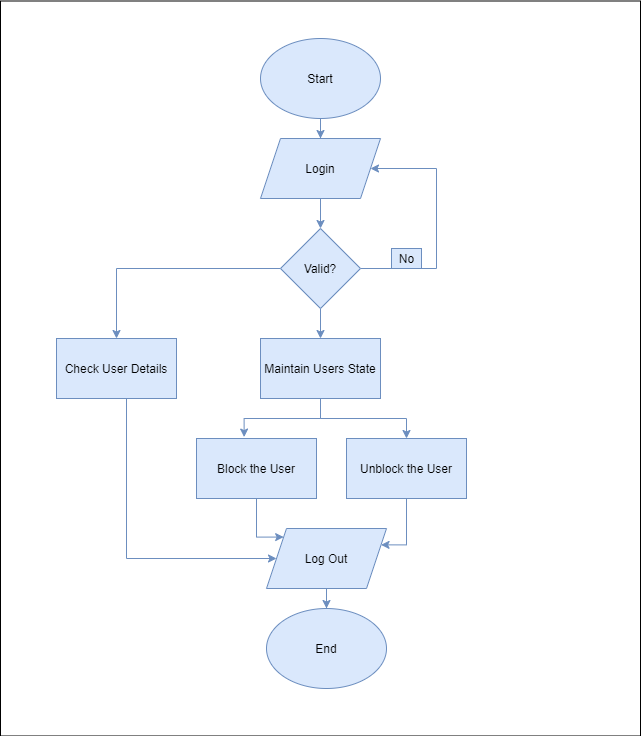 Start
Login
Valid?
No
Check User Details
Maintain Users State
Block the User
Unblock the User
Log Out
End